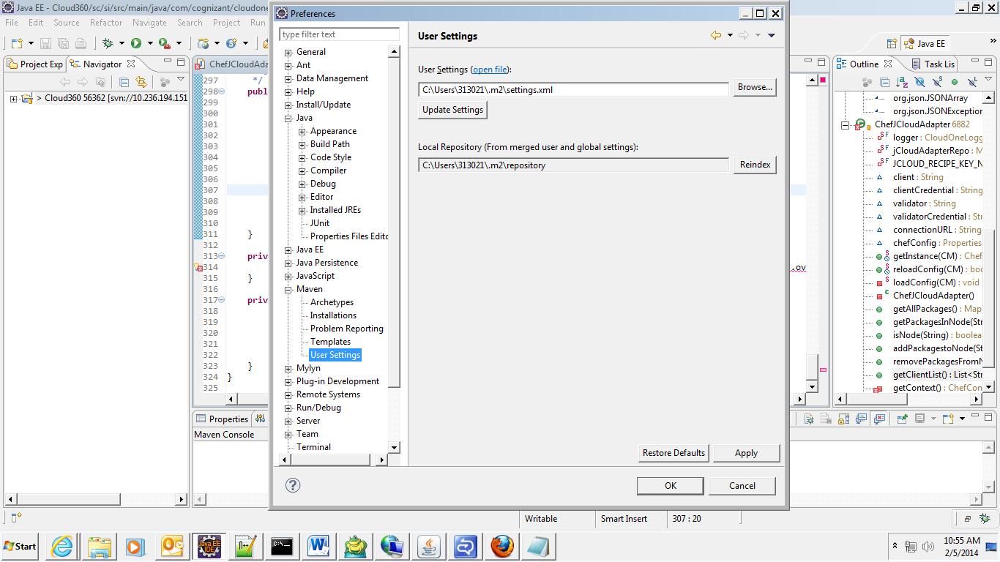 Java EE - Cloud360/sc/si/src/main/java/com/cognizant/cloudone
File Edit Source Refactor Navigate Search Project Run
Java EE
Project Exp
Navigator
> Cloud360 56362 [svn://10.236.194.151
ChefJCloudAda
297 */
298 publ
299
300
301
302
303
304
305
306
307
308
309
310
311 }
312
313 priv
314 .ov
315 }
316
317 priv
318
319
320
321
322
323 }
324 }
325
Properties
Maven Console
Preferences
type filter text
General
Ant
Data Management
Help
Install/Update
Java
Appearance
Build Path
Code Style
Compiler
Debug
Editor
Installed JREs
JUnit
Properties Files Edito
Java EE
Java Persistence
JavaScript
Maven
Archetypes
Installations
Problem Reporting
Templates
User Settings
Mylyn
Plug-in Development
Remote Systems
Run/Debug
Server
Team
Terminal
User Settings
User Settings (open file):
C:\Users\313021\.m2\settings.xml
Browse...
Update Settings
Local Repository (From merged user and global settings):
C:\Users\313021\.m2\repository
Reindex
Restore Defaults
Apply
OK
Cancel
Outline
Task Lis
org.json.JSONArray
org.json.JSONException
ChefJCloudAdapter 6882
logger : CloudOneLogg
jCloudAdapterRepo : M
JCLOUD_RECIPE_KEY_N
client : String
clientCredential : String
validator : String
validatorCredential : Str
connectionURL : String
chefConfig : Properties
getInstance(CM) : Chef
reloadConfig(CM) : boo
loadConfig(CM) : void
ChefJCloudAdapter()
getAllPackages() : Map
getPackagesInNode(Str
isNode(String) : boolea
addPackagestoNode(St
removePackagesFromN
getClientList() : List<Str
getContext() : ChefCon
Writable
Smart Insert
307 : 20
Start
Java EE
IDE
10:55 AM
2/5/2014